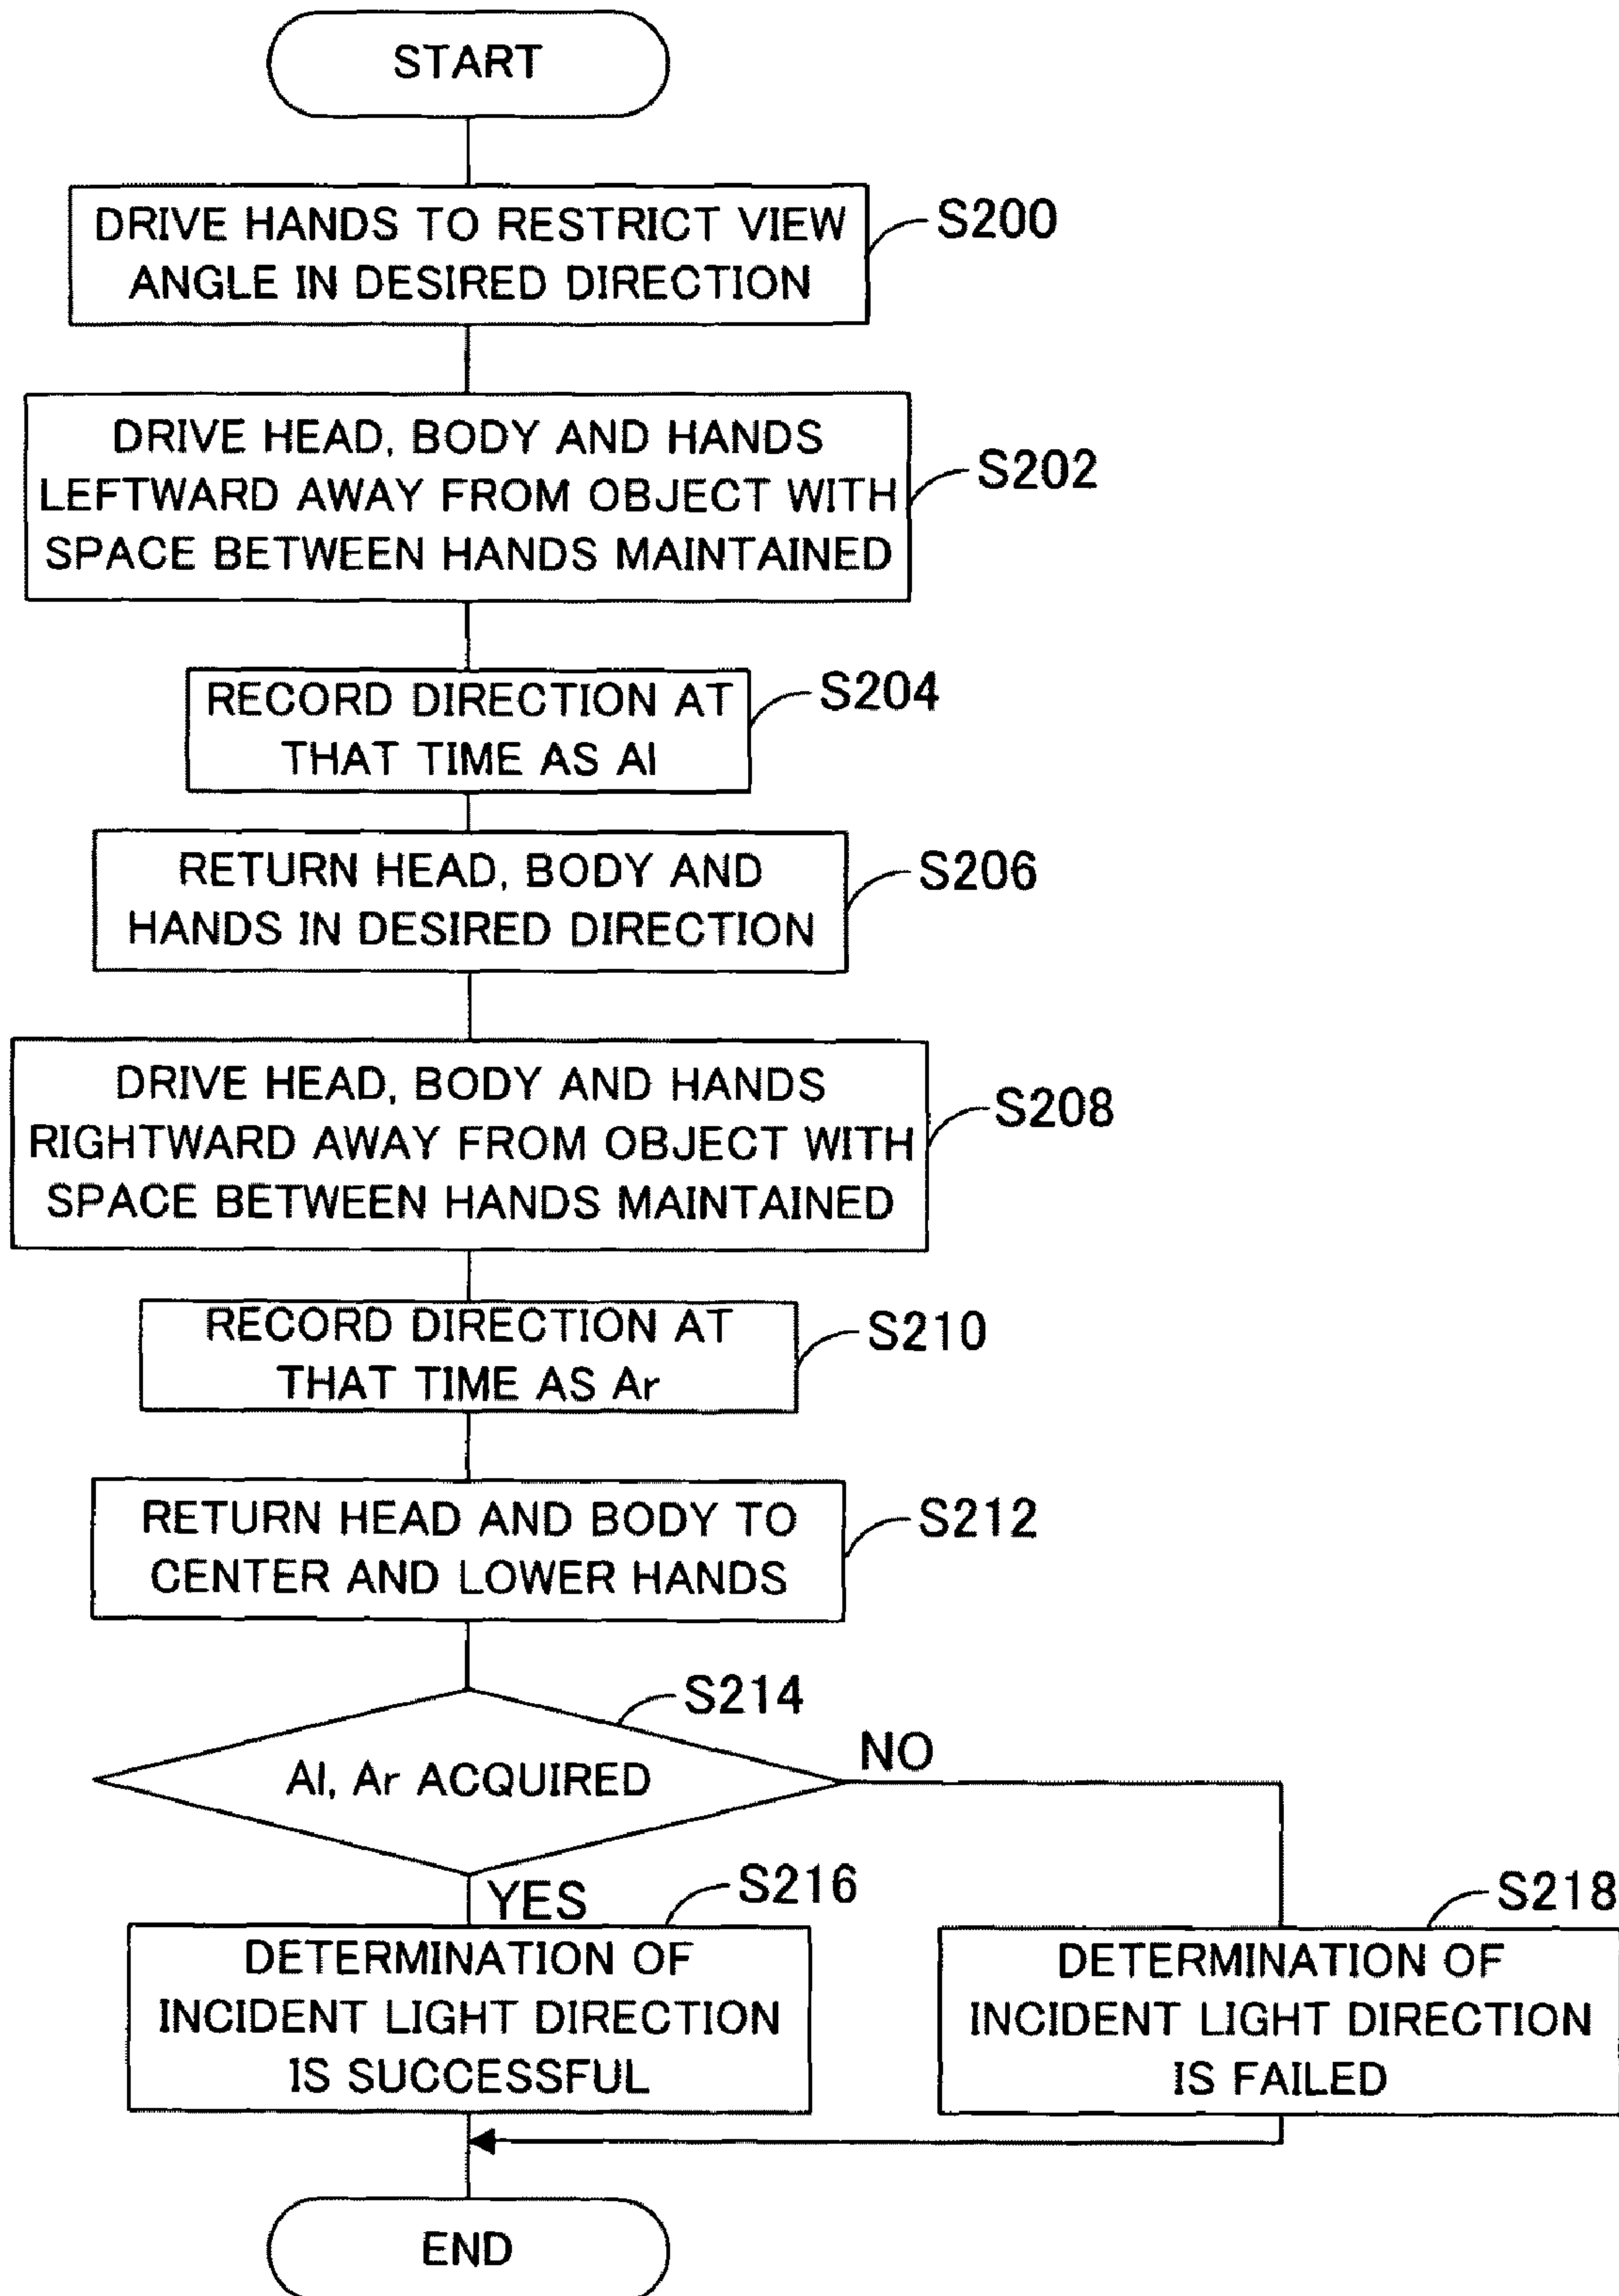 START
DRIVE HANDS TO RESTRICT VIEW
ANGLE IN DESIRED DIRECTION
S200
DRIVE HEAD, BODY AND HANDS
LEFTWARD AWAY FROM OBJECT WITH
SPACE BETWEEN HANDS MAINTAINED
S202
RECORD DIRECTION AT
THAT TIME AS Al
S204
RETURN HEAD, BODY AND
HANDS IN DESIRED DIRECTION
S206
DRIVE HEAD, BODY AND HANDS
RIGHTWARD AWAY FROM OBJECT WITH
SPACE BETWEEN HANDS MAINTAINED
S208
RECORD DIRECTION AT
THAT TIME AS Ar
S210
RETURN HEAD AND BODY TO
CENTER AND LOWER HANDS
S212
S214
Al, Ar ACQUIRED
NO
YES
S216
DETERMINATION OF
INCIDENT LIGHT DIRECTION
IS SUCCESSFUL
S218
DETERMINATION OF
INCIDENT LIGHT DIRECTION
IS FAILED
END